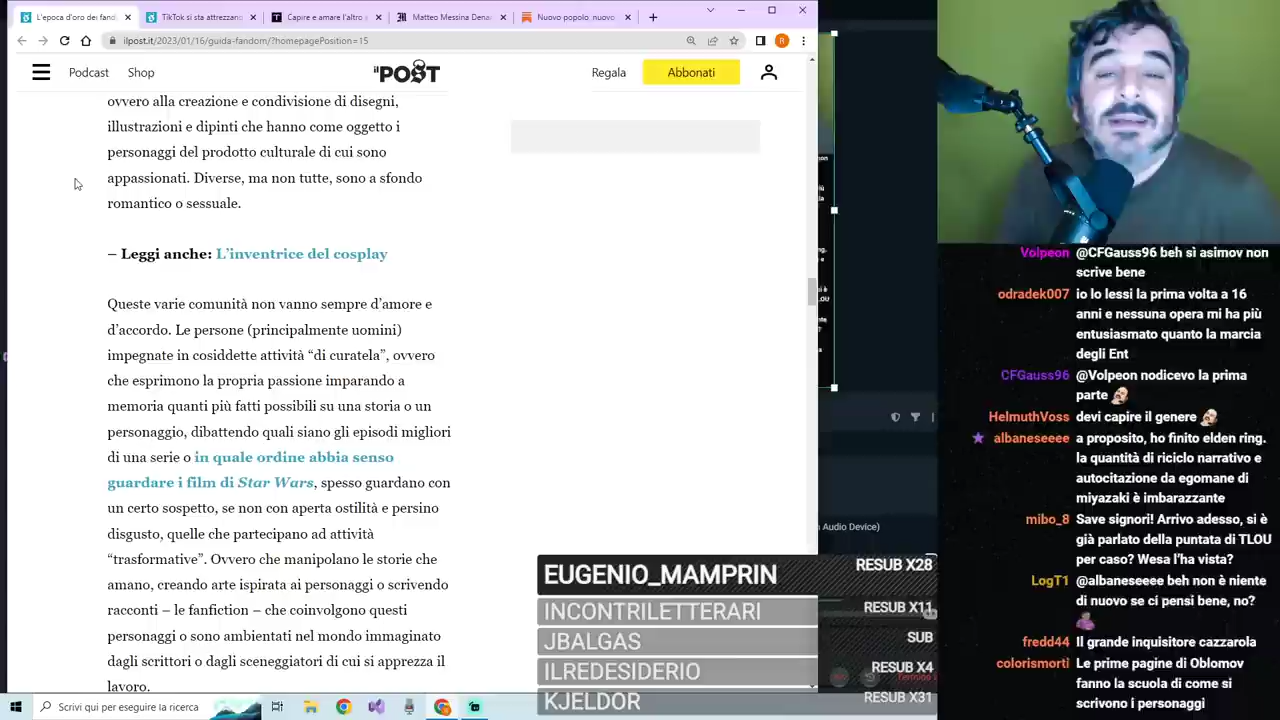 L'epoca d'oro dei fand
TikTok si sta attrezzano
Capire e amare l'altro e
Matteo Messina Dena
Nuovo popolo, nuovo
ilpost.it/2023/01/16/guida-fandom/?homepagePosition=15
R
Podcast
Shop
il POST
Regala
Abbonati
ovvero alla creazione e condivisione di disegni,
illustrazioni e dipinti che hanno come oggetto i
personaggi del prodotto culturale di cui sono
appassionati. Diverse, ma non tutte, sono a sfondo
romantico o sessuale.
– Leggi anche: L'inventrice del cosplay
Queste varie comunità non vanno sempre d'amore e
d'accordo. Le persone (principalmente uomini)
impegnate in cosiddette attività “di curatela”, ovvero
che esprimono la propria passione imparando a
memoria quanti più fatti possibili su una storia o un
personaggio, dibattendo quali siano gli episodi migliori
di una serie o in quale ordine abbia senso
guardare i film di Star Wars, spesso guardano con
un certo sospetto, se non con aperta ostilità e persino
disgusto, quelle che partecipano ad attività
“trasformative”. Ovvero che manipolano le storie che
amano, creando arte ispirata ai personaggi o scrivendo
racconti – le fanfiction – che coinvolgono questi
personaggi o sono ambientati nel mondo immaginato
dagli scrittori o dagli sceneggiatori di cui si apprezza il
lavoro.
Audio Device)
EUGENIO_MAMPRIN RESUB X28
INCONTRILETTERARI RESUB X11
JBALGAS SUB
ILREDESIDERIO RESUB X4
KJELDOR RESUB X31
Scrivi qui per eseguire la ricerca
Volpeon @CFGauss96 beh sì asimov non
scrive bene
odradek007 io lo lessi la prima volta a 16
anni e nessuna opera mi ha più
entusiasmato quanto la marcia
degli Ent
CFGauss96 @Volpeon nodicevo la prima
parte
HelmuthVoss devi capire il genere
albaneseeee a proposito, ho finito elden ring.
la quantità di riciclo narrativo e
autocitazione da egomane di
miyazaki è imbarazzante
mibo_8 Save signori! Arrivo adesso, si è
già parlato della puntata di TLOU
per caso? Wesa l'ha vista?
LogT1 @albaneseeee beh non è niente
di nuovo se ci pensi bene, no?
fredd44 Il grande inquisitore cazzarola
colorismorti Le prime pagine di Oblomov
fanno la scuola di come si
scrivono i personaggi